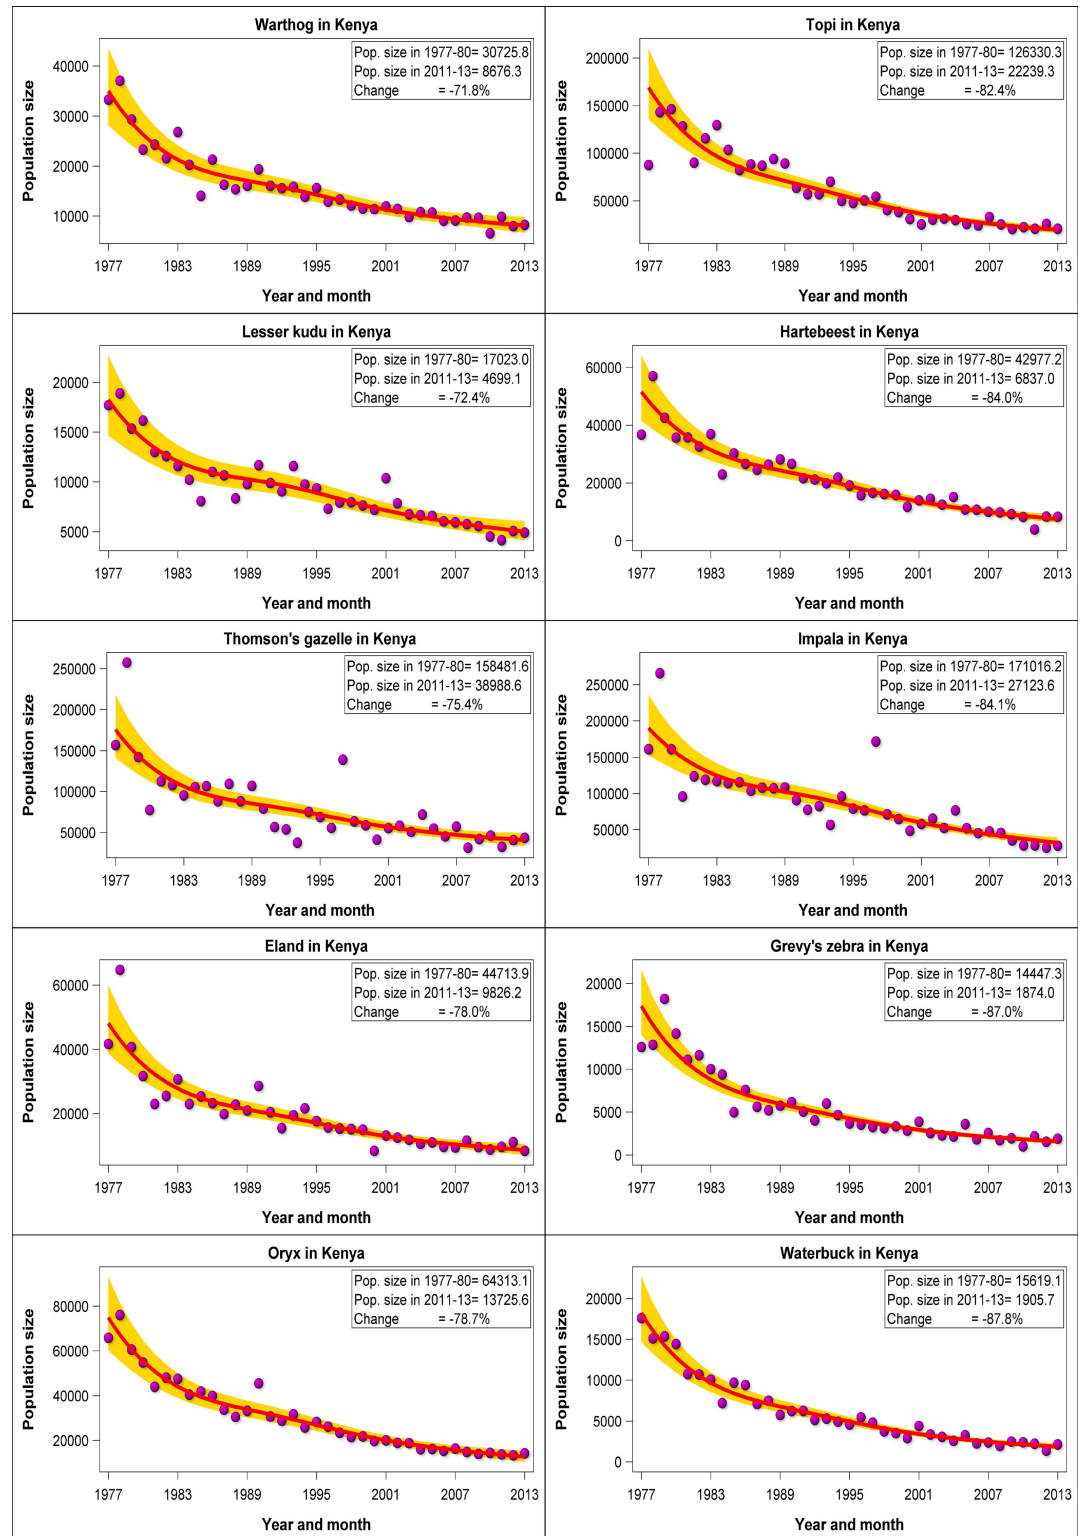 Warthog in Kenya
Pop. size in 1977-80= 30725.8
Pop. size in 2011-13= 8676.3
Change = -71.8%
Population size
40000
30000
20000
10000
1977 1983 1989 1995 2001 2007 2013
Year and month
Topi in Kenya
Pop. size in 1977-80= 126330.3
Pop. size in 2011-13= 22239.3
Change = -82.4%
Population size
200000
150000
100000
50000
1977 1983 1989 1995 2001 2007 2013
Year and month
Lesser kudu in Kenya
Pop. size in 1977-80= 17023.0
Pop. size in 2011-13= 4699.1
Change = -72.4%
Population size
20000
15000
10000
5000
1977 1983 1989 1995 2001 2007 2013
Year and month
Hartebeest in Kenya
Pop. size in 1977-80= 42977.2
Pop. size in 2011-13= 6837.0
Change = -84.0%
Population size
60000
40000
20000
0
1977 1983 1989 1995 2001 2007 2013
Year and month
Thomson's gazelle in Kenya
Pop. size in 1977-80= 158481.6
Pop. size in 2011-13= 38988.6
Change = -75.4%
Population size
250000
200000
150000
100000
50000
1977 1983 1989 1995 2001 2007 2013
Year and month
Impala in Kenya
Pop. size in 1977-80= 171016.2
Pop. size in 2011-13= 27123.6
Change = -84.1%
Population size
250000
200000
150000
100000
50000
1977 1983 1989 1995 2001 2007 2013
Year and month
Eland in Kenya
Pop. size in 1977-80= 44713.9
Pop. size in 2011-13= 9826.2
Change = -78.0%
Population size
60000
40000
20000
1977 1983 1989 1995 2001 2007 2013
Year and month
Grevy's zebra in Kenya
Pop. size in 1977-80= 14447.3
Pop. size in 2011-13= 1874.0
Change = -87.0%
Population size
20000
15000
10000
5000
0
1977 1983 1989 1995 2001 2007 2013
Year and month
Oryx in Kenya
Pop. size in 1977-80= 64313.1
Pop. size in 2011-13= 13725.6
Change = -78.7%
Population size
80000
60000
40000
20000
1977 1983 1989 1995 2001 2007 2013
Year and month
Waterbuck in Kenya
Pop. size in 1977-80= 15619.1
Pop. size in 2011-13= 1905.7
Change = -87.8%
Population size
20000
15000
10000
5000
0
1977 1983 1989 1995 2001 2007 2013
Year and month